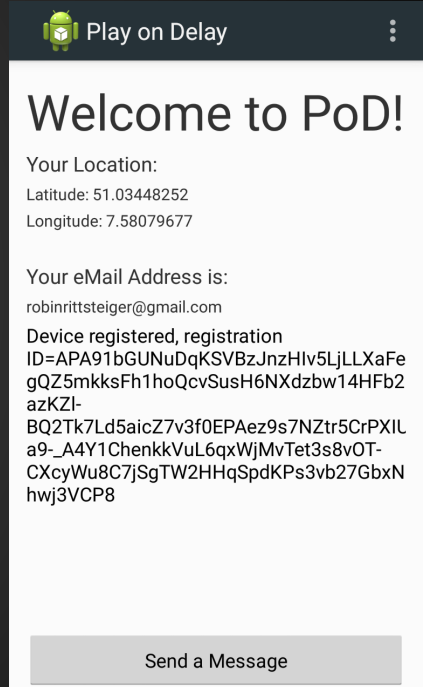 Play on Delay
Welcome to PoD!
Your Location:
Latitude: 51.03448252
Longitude: 7.58079677
Your eMail Address is:
robinrittsteiger@gmail.com
Device registered, registration
ID=APA91bGUNuDqKSVBzJnzHIv5LjLLXaFe
gQZ5mkksFh1hoQcvSusH6NXdzbw14HFb2
azKZl-
BQ2Tk7Ld5aicZ7v3f0EPAez9s7NZtr5CrPXIU
a9-_A4Y1ChenkkVuL6qxWjMvTet3s8vOT-
CXcyWu8C7jSgTW2HHqSpdKPs3vb27GbxN
hwj3VCP8
Send a Message